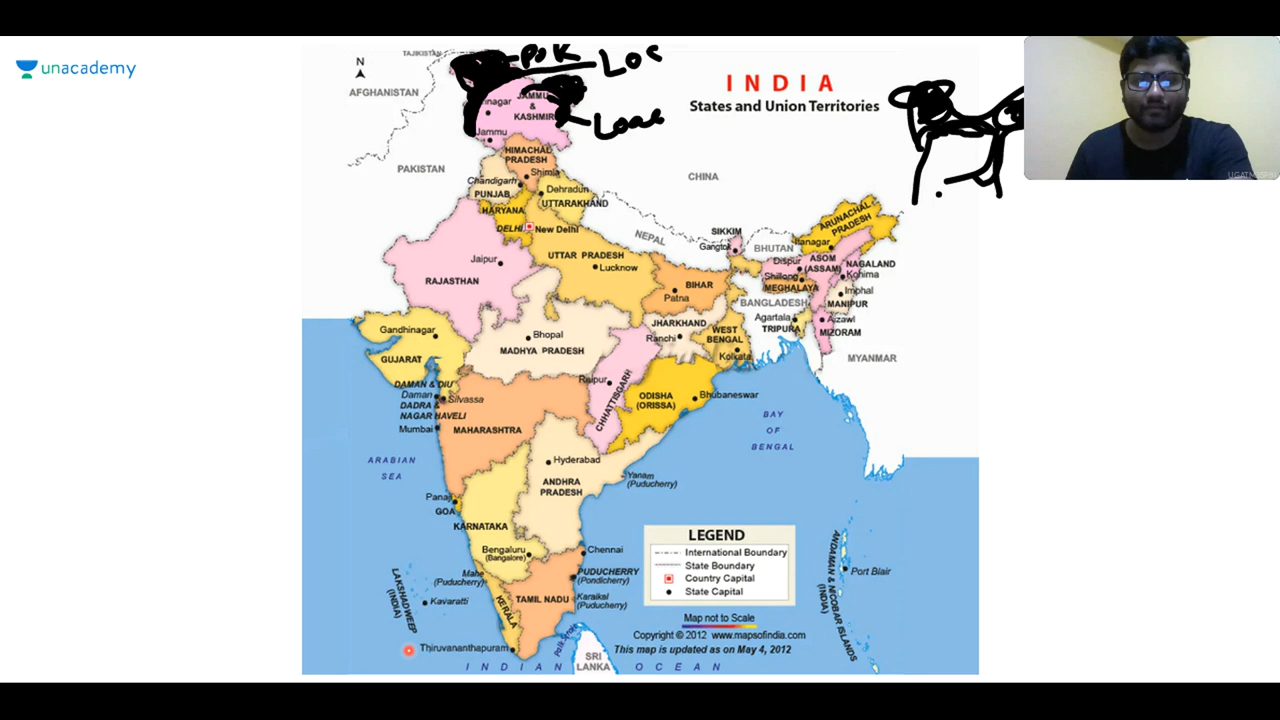 unacademy
TAJIKISTAN
POK
LOC
N
AFGHANISTAN
INDIA
States and Union Territories
JAMMU
&
KASHMIR
Jammu
PAKISTAN
CHINA
HIMACHAL
PRADESH
Shimla
Chandigarh
PUNJAB
Dehradun
UTTARAKHAND
HARYANA
DELHI
New Delhi
NEPAL
SIKKIM
Gangtok
BHUTAN
ARUNACHAL
PRADESH
Itanagar
Jaipur
RAJASTHAN
UTTAR PRADESH
Lucknow
BIHAR
Patna
Dispur
ASOM
(ASSAM)
NAGALAND
Kohima
Shillong
MEGHALAYA
Imphal
MANIPUR
BANGLADESH
Agartala
TRIPURA
Aizawl
MIZORAM
MYANMAR
Gandhinagar
GUJARAT
Bhopal
MADHYA PRADESH
JHARKHAND
Ranchi
WEST
BENGAL
Kolkata
Raipur
CHHATTISGARH
ODISHA
(ORISSA)
Bhubaneswar
DAMAN & DIU
Daman
Silvassa
DADRA &
NAGAR HAVELI
Mumbai
MAHARASHTRA
BAY
OF
BENGAL
ARABIAN
SEA
Hyderabad
ANDHRA
PRADESH
Yanam
(Puducherry)
Panaji
GOA
KARNATAKA
Bengaluru
(Bangalore)
Chennai
Mahe
(Puducherry)
PUDUCHERRY
(Pondicherry)
TAMIL NADU
Karaikal
(Puducherry)
KERALA
LAKSHADWEEP
(INDIA)
Kavaratti
Thiruvananthapuram
Palk Strait
SRI
LANKA
INDIAN OCEAN
LEGEND
International Boundary
State Boundary
Country Capital
State Capital
Map not to Scale
Copyright © 2012 www.mapsofindia.com
This map is updated as on May 4, 2012
ANDAMAN & NICOBAR ISLANDS
(INDIA)
Port Blair